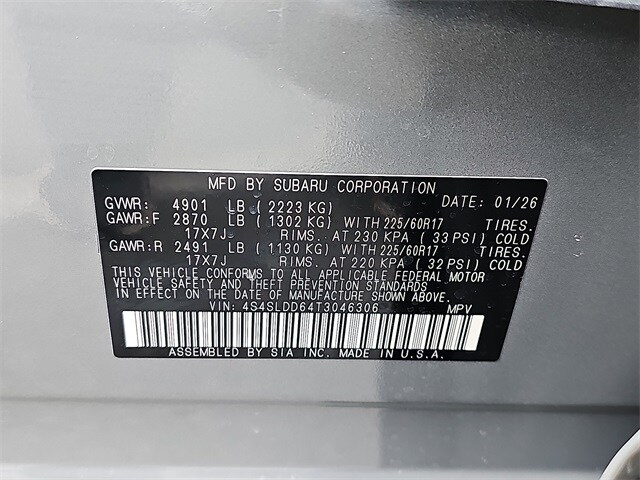 MFD BY SUBARU CORPORATION DATE: 01/26
GVWR: 4901 LB (2223 KG)
GAWR:F 2870 LB (1302 KG) WITH 225/60R17 TIRES.
17X7J RIMS. AT 230 KPA (33 PSI) COLD
GAWR:R 2491 LB (1130 KG) WITH 225/60R17 TIRES.
17X7J RIMS. AT 220 KPA (32 PSI) COLD
THIS VEHICLE CONFORMS TO ALL APPLICABLE FEDERAL MOTOR
VEHICLE SAFETY AND THEFT PREVENTION STANDARDS
IN EFFECT ON THE DATE OF MANUFACTURE SHOWN ABOVE.
VIN: 4S4SLDD64T3046306 MPV
ASSEMBLED BY SIA INC. MADE IN U.S.A.